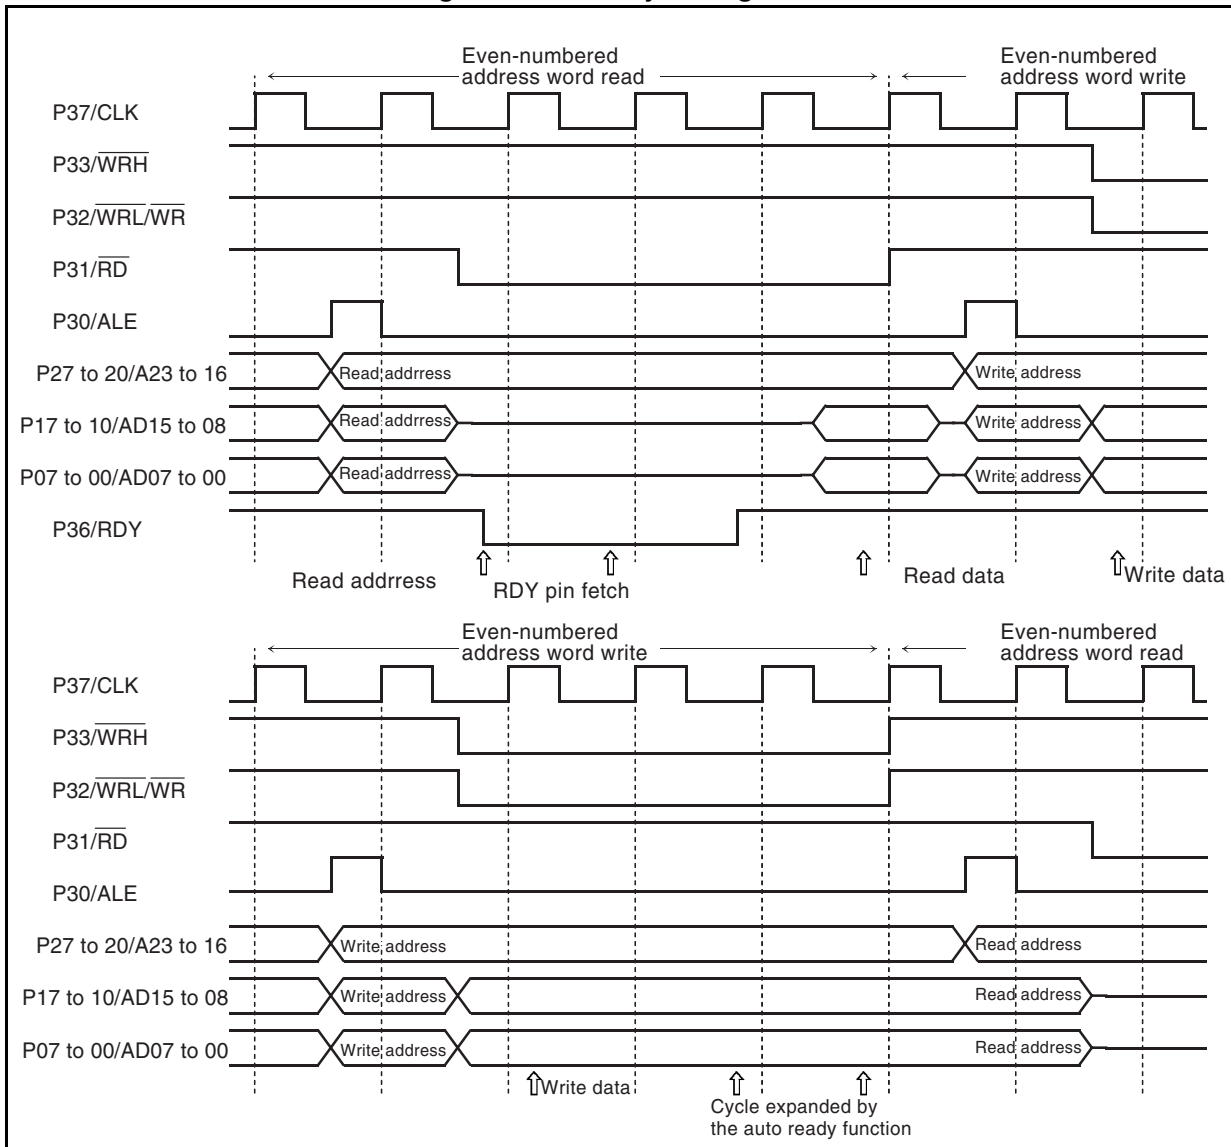 Even-numbered
address word read
Even-numbered
address word write
P37/CLK
P33/WRH
P32/WRL/WR
P31/RD
P30/ALE
P27 to 20/A23 to 16
Read addrress
Write address
P17 to 10/AD15 to 08
Read addrress
Write address
P07 to 00/AD07 to 00
Read addrress
Write address
P36/RDY
Read addrress
RDY pin fetch
Read data
Write data
Even-numbered
address word write
Even-numbered
address word read
P37/CLK
P33/WRH
P32/WRL/WR
P31/RD
P30/ALE
P27 to 20/A23 to 16
Write address
Read address
P17 to 10/AD15 to 08
Write address
Read address
P07 to 00/AD07 to 00
Write address
Read address
Write data
Cycle expanded by
the auto ready function